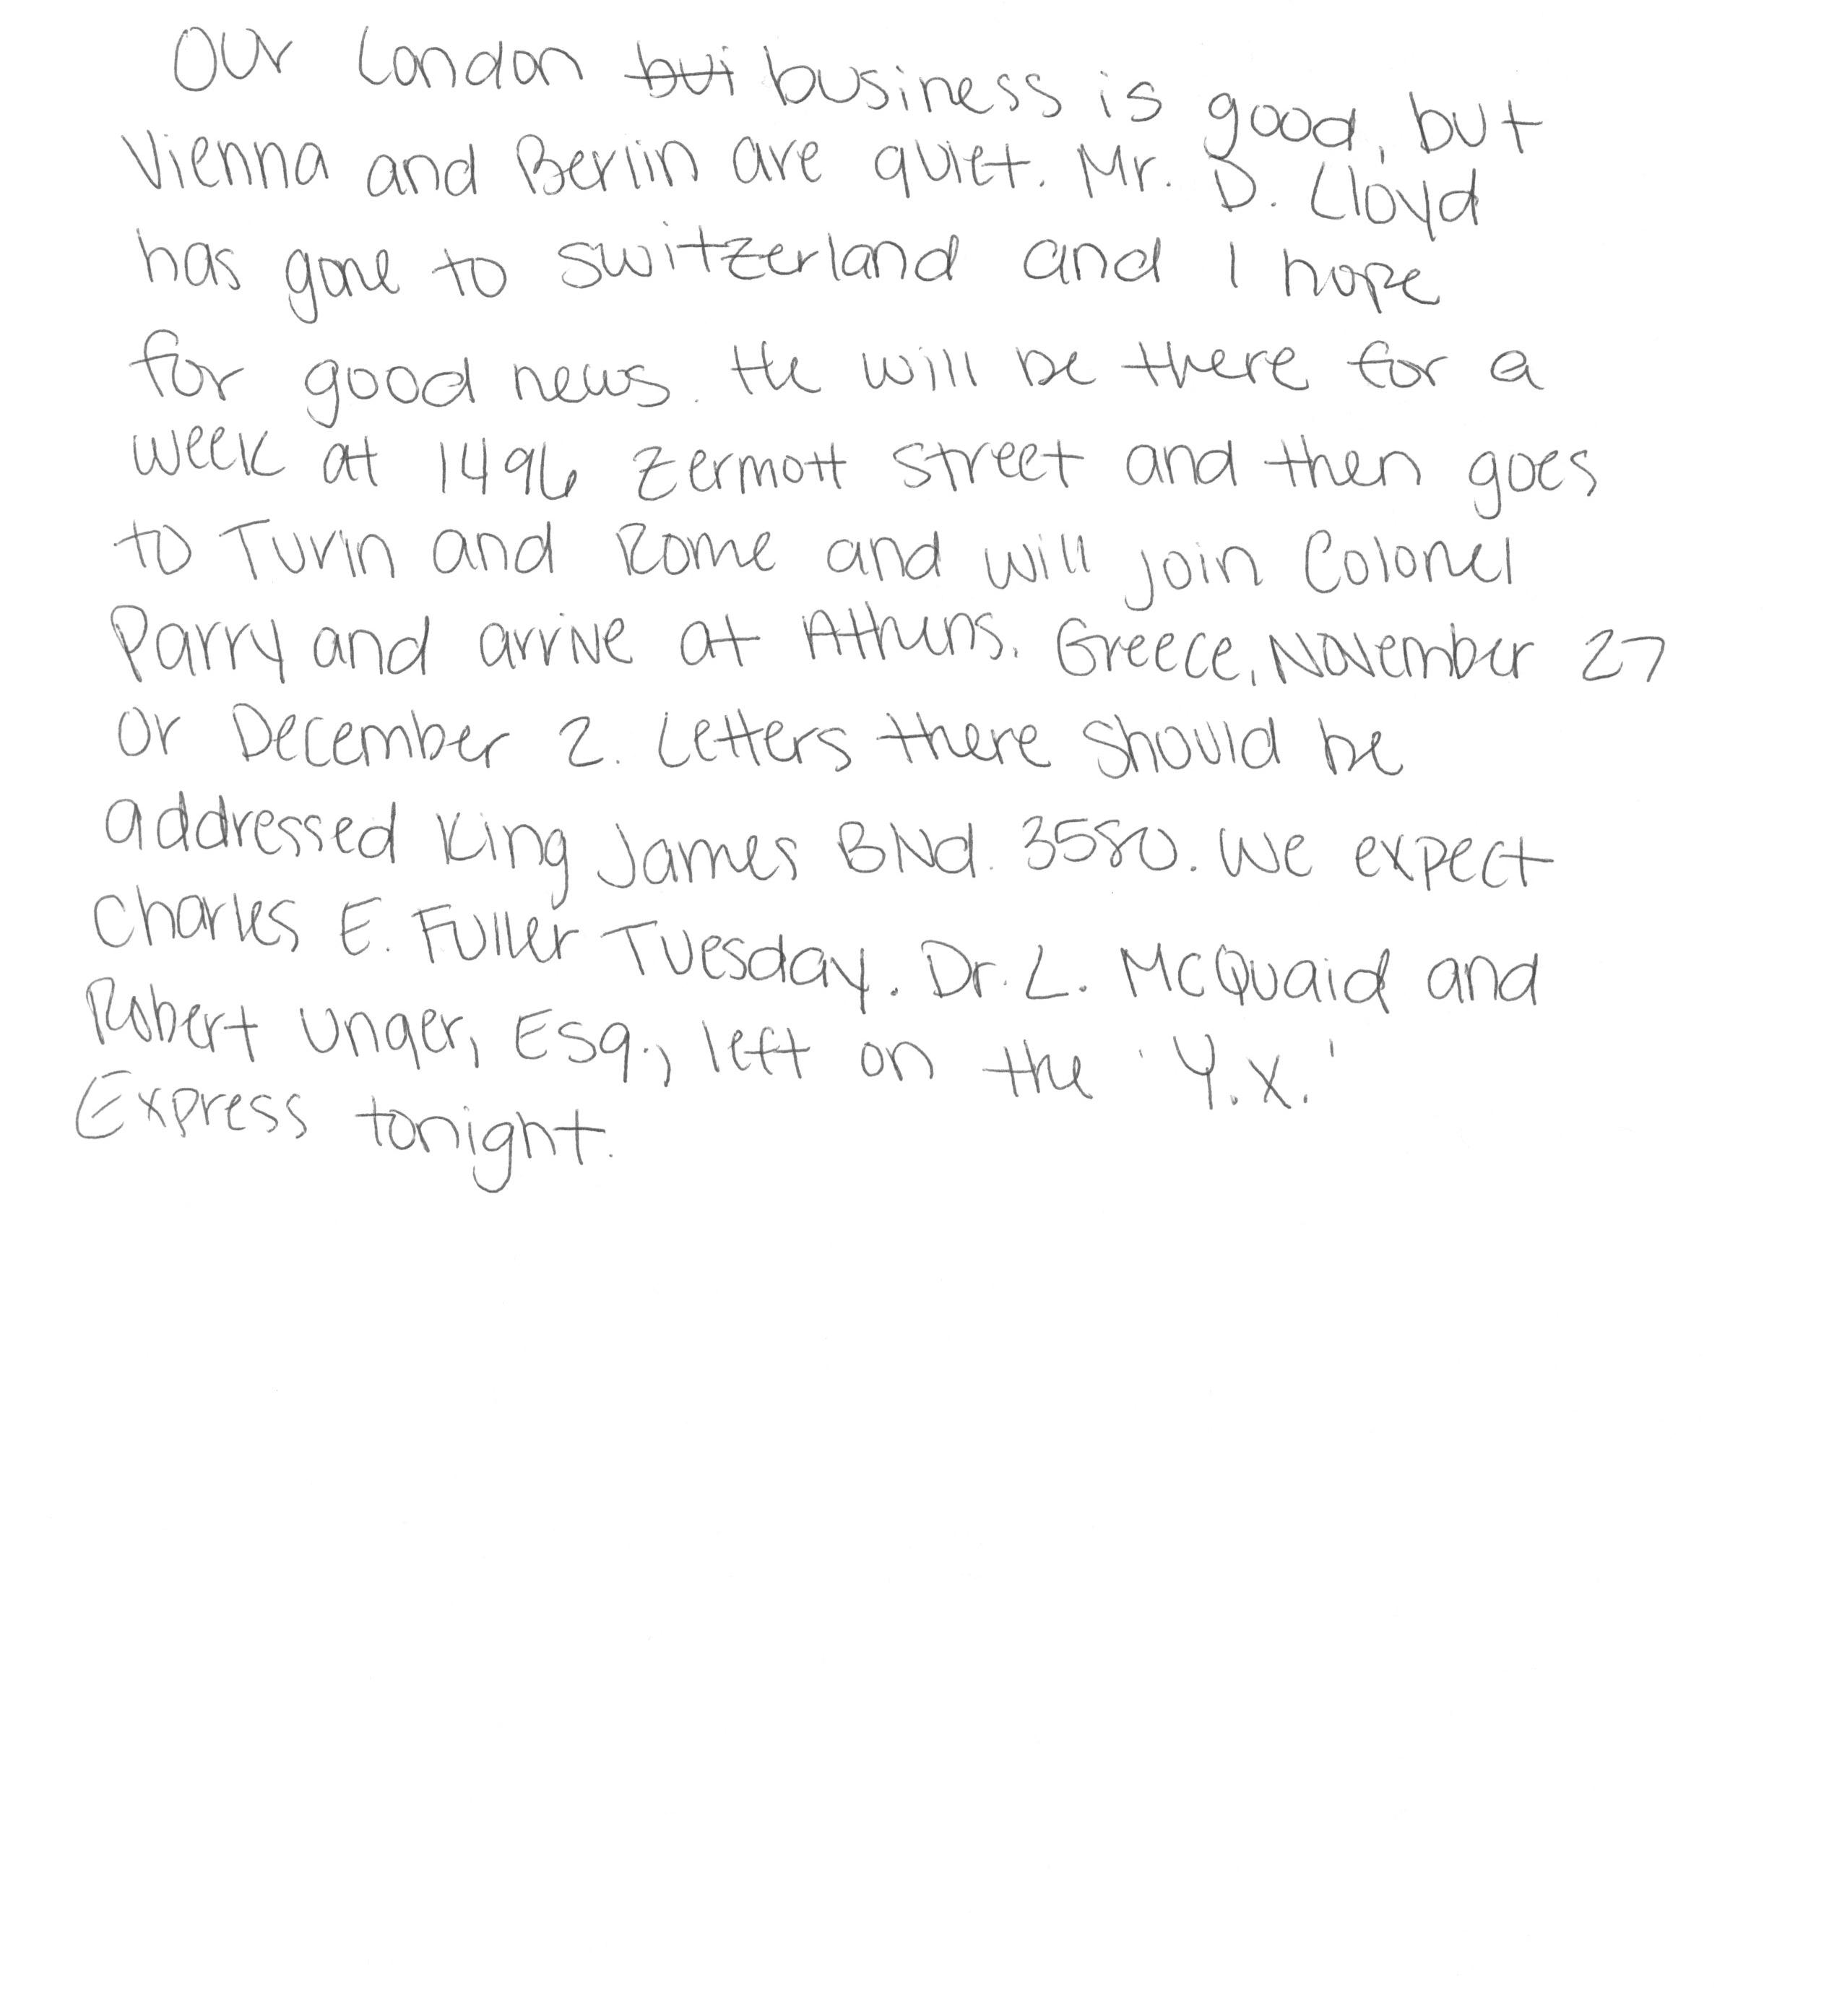 Our London bui business is good, but
Vienna and Berlin are quiet. Mr. D. Lloyd
has gone to Switzerland and I hope
for good news. He will be there for a
week at 1496 Zermott Street and then goes
to Turin and Rome and will join Colonel
Parry and arrive at Athens, Greece, November 27
or December 2. Letters there should be
addressed King James Blvd. 3580. We expect
Charles E. Fuller Tuesday. Dr. L. McQuaid and
Robert Unger, Esq., left on the 'Y.X.'
Express tonight.